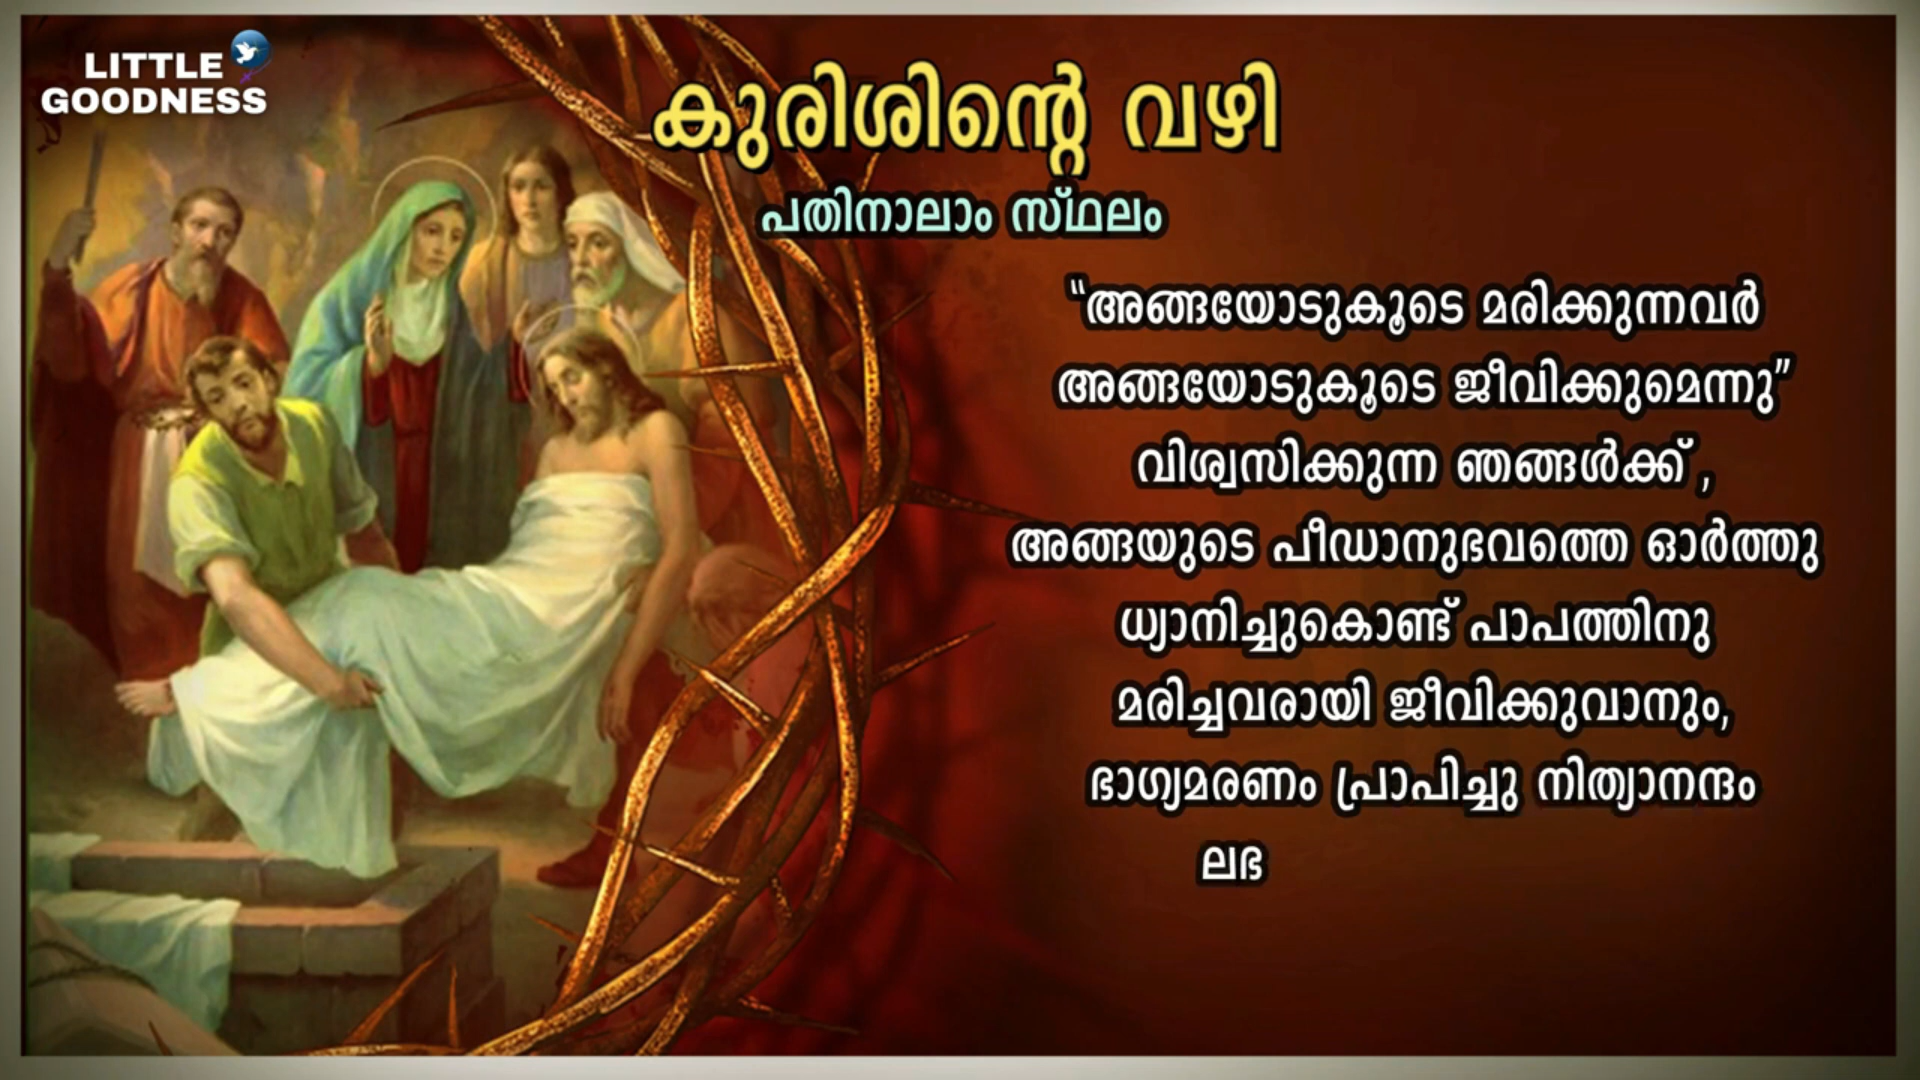 LITTLE
GOODNESS
കുരിശിന്റെ വഴി
പതിനാലാം സ്ഥലം
“അങ്ങയോടുകൂടെ മരിക്കുന്നവർ
അങ്ങയോടുകൂടെ ജീവിക്കുമെന്നു”
വിശ്വസിക്കുന്ന ഞങ്ങൾക്ക് ,
അങ്ങയുടെ പീഡാനുഭവത്തെ ഓർത്തു
ധ്യാനിച്ചുകൊണ്ട് പാപത്തിനു
മരിച്ചവരായി ജീവിക്കുവാനും,
ഭാഗ്യമരണം പ്രാപിച്ചു നിത്യാനന്ദം
ലഭ